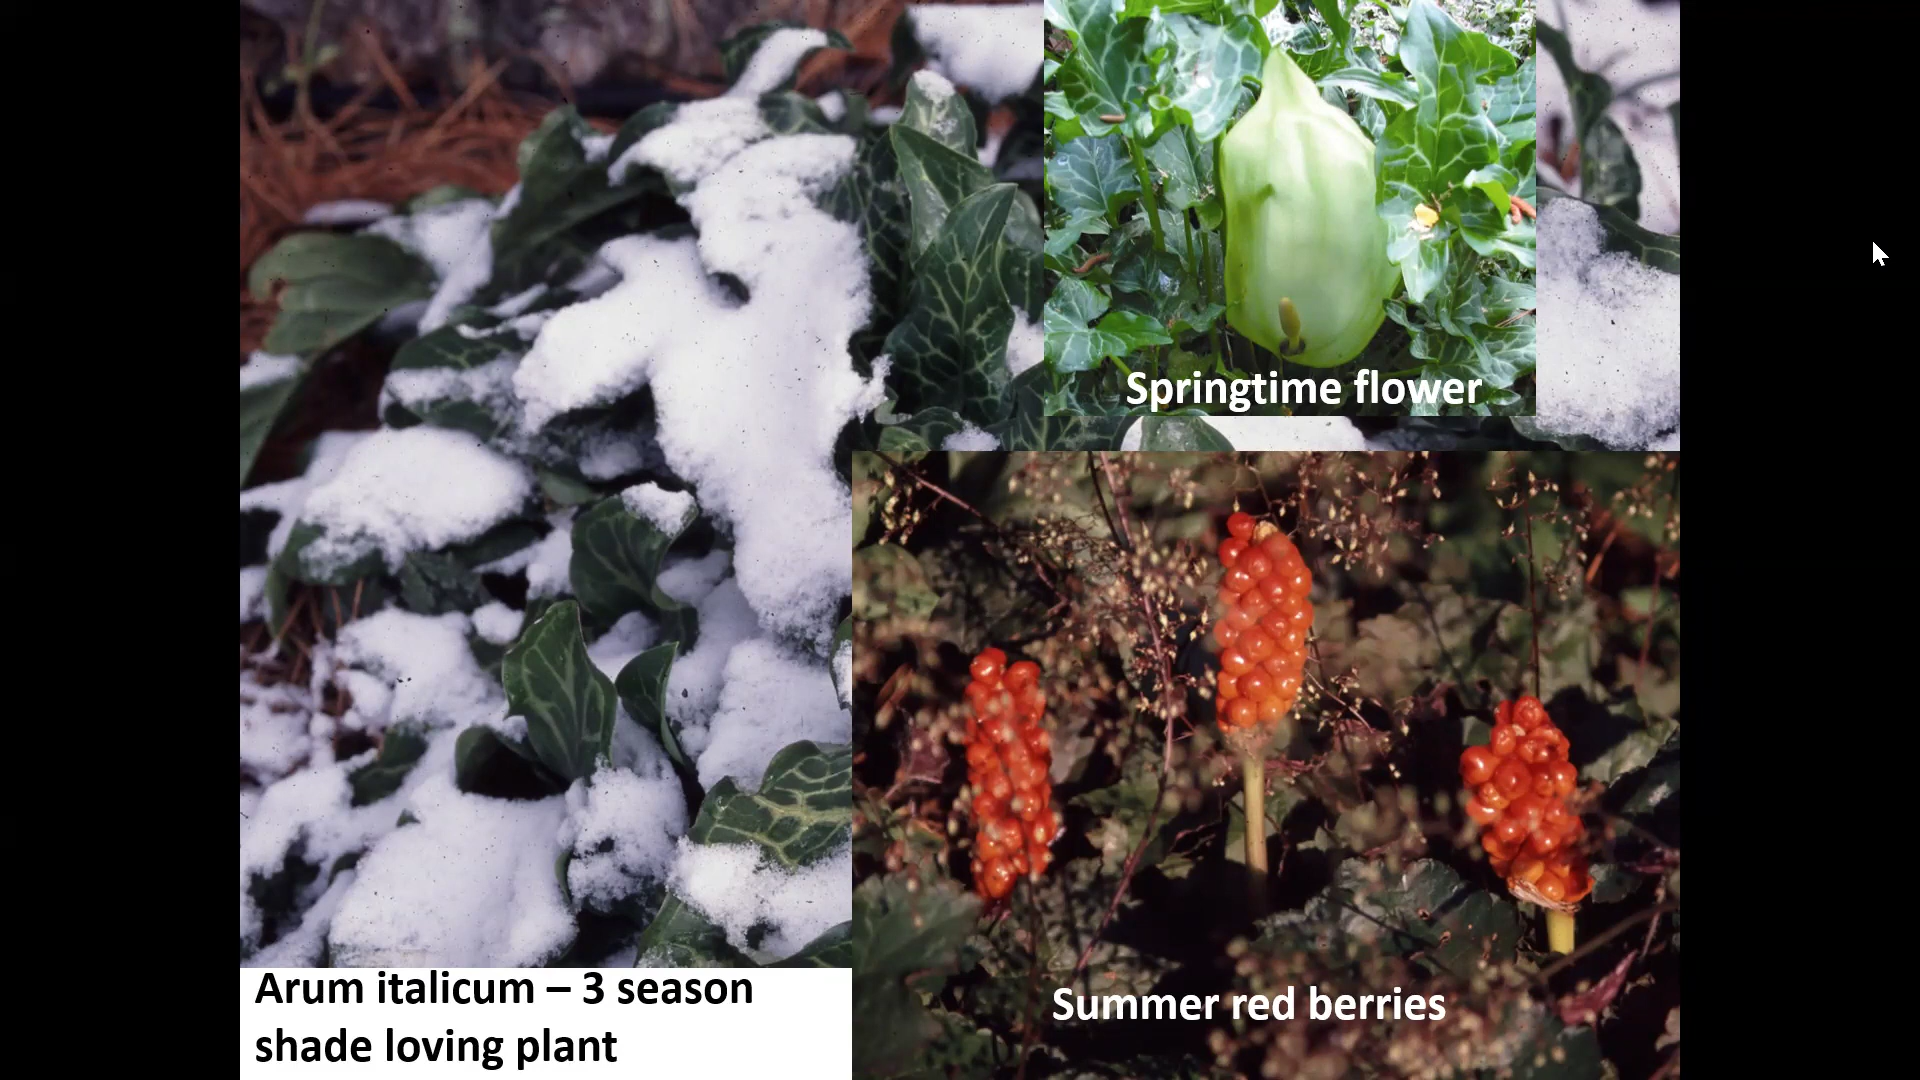 Springtime flower
Summer red berries
Arum italicum – 3 season
shade loving plant